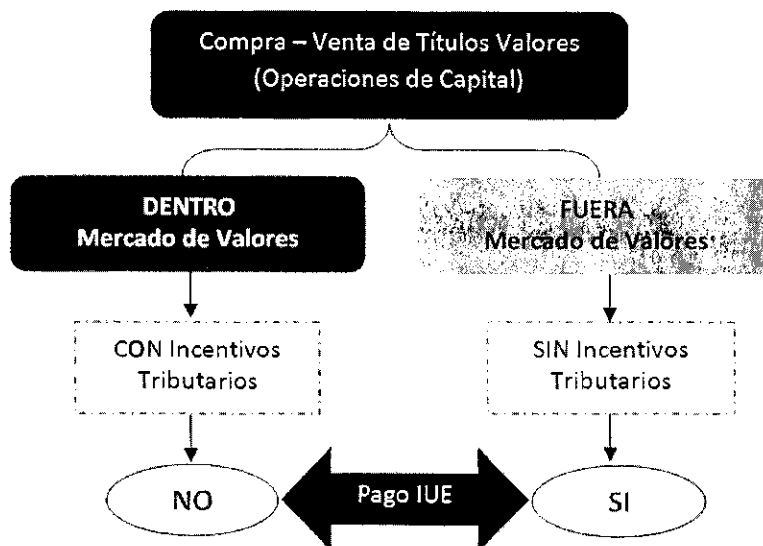 Compra – Venta de Títulos Valores
(Operaciones de Capital)
DENTRO
Mercado de Valores
FUERA
Mercado de Valores
CON Incentivos
Tributarios
SIN Incentivos
Tributarios
NO
Pago IUE
SI